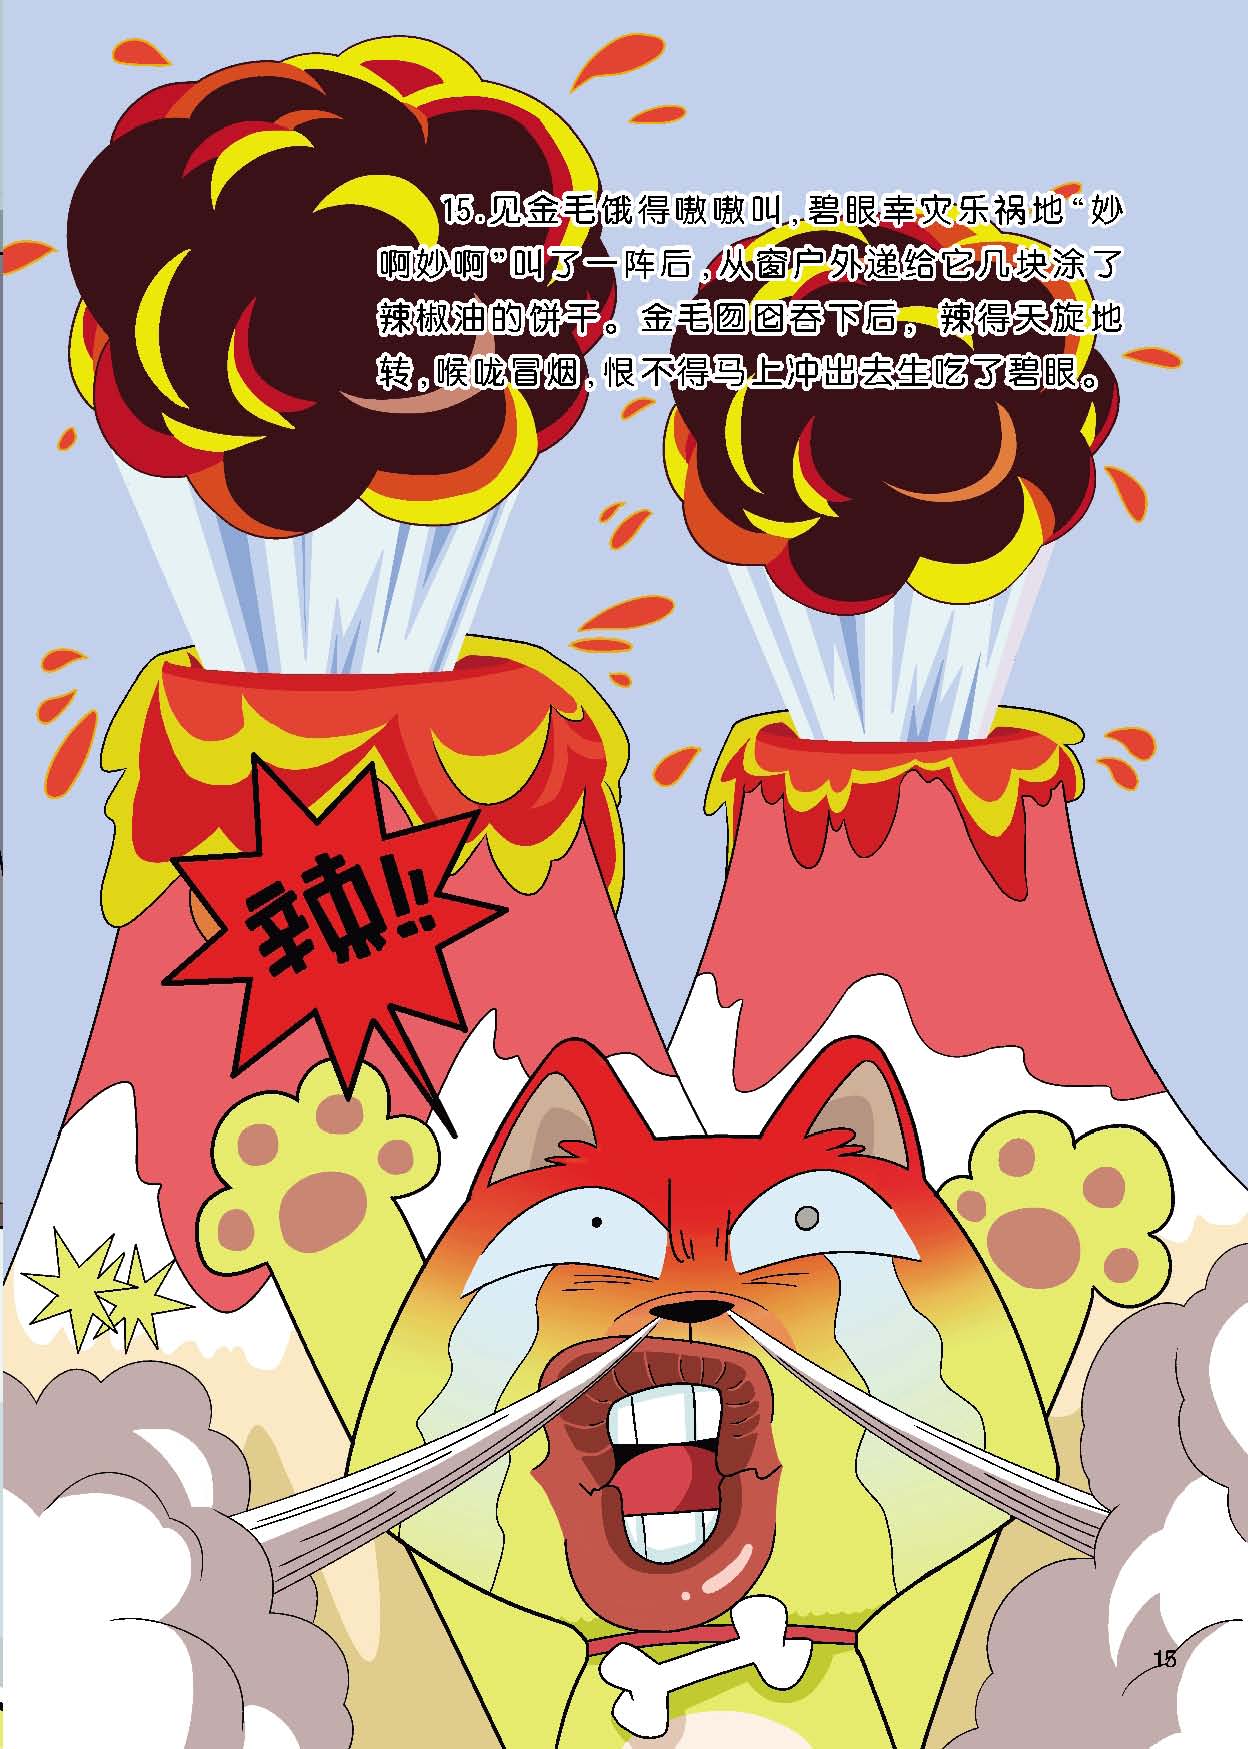 15.见金毛饿得嗷嗷叫，碧眼幸灾乐祸地“妙
啊妙啊”叫了一阵后，从窗户外递给它几块涂了
辣椒油的饼干。金毛囫囵吞下后，辣得天旋地
转，喉咙冒烟，恨不得马上冲出去生吃了碧眼。
辣!!
15